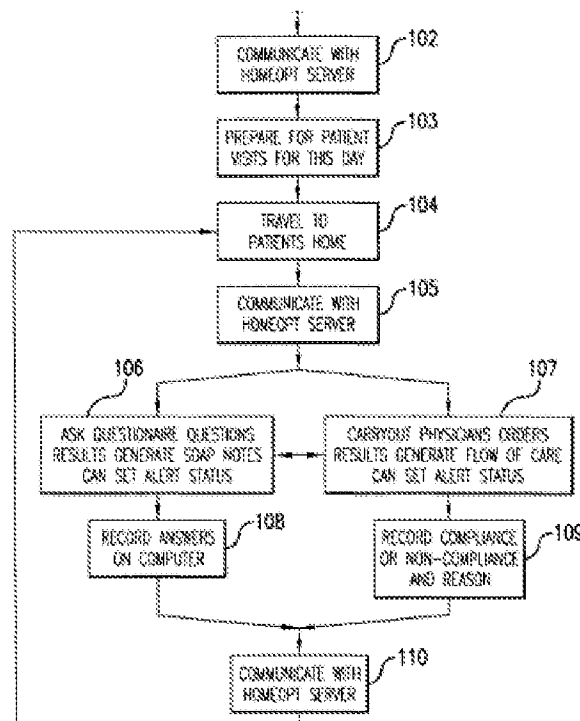 102
COMMUNICATE WITH
HOMEOPT SERVER
103
PREPARE FOR PATIENT
VISITS FOR THIS DAY
104
TRAVEL TO
PATIENTS HOME
105
COMMUNICATE WITH
HOMEOPT SERVER
106
ASK QUESTIONAIRE QUESTIONS
RESULTS GENERATE SOAP NOTES
CAN SET ALERT STATUS
107
CARRYOUT PHYSICIANS ORDERS
RESULTS GENERATE FLOW OF CARE
CAN SET ALERT STATUS
108
RECORD ANSWERS
ON COMPUTER
109
RECORD COMPLIANCE
OR NON-COMPLIANCE
AND REASON
110
COMMUNICATE WITH
HOMEOPT SERVER